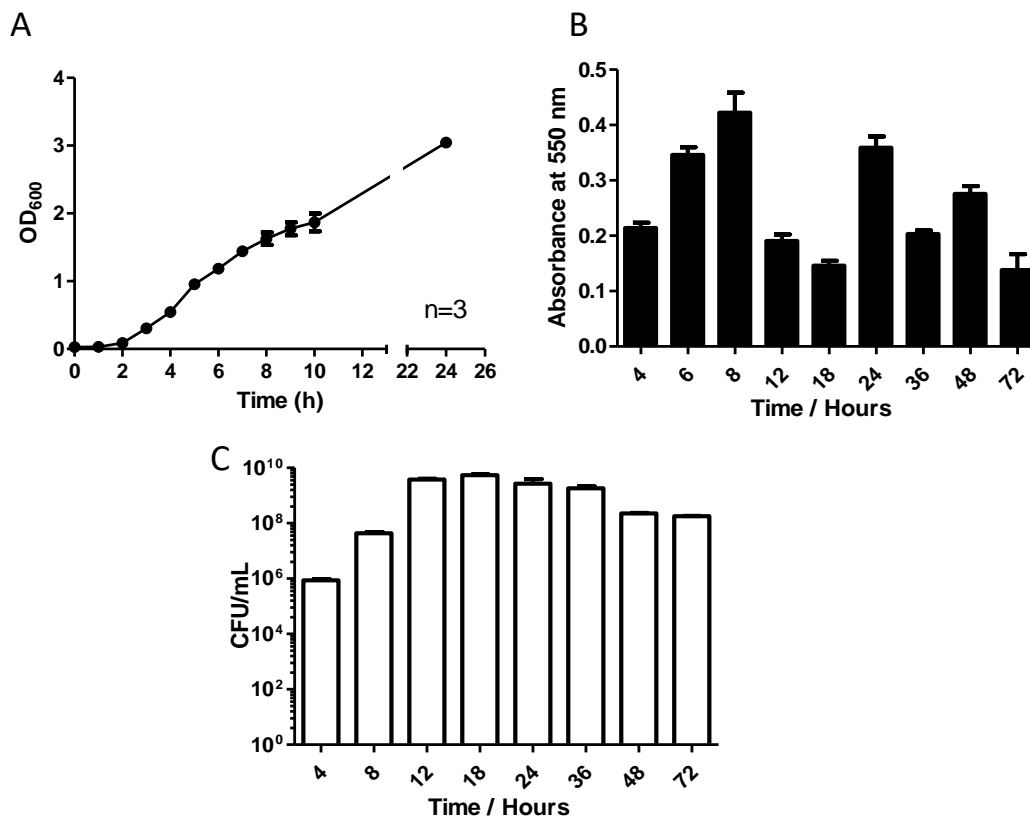 A
4
3
2
1
0
OD600
0 2 4 6 8 10 12 22 24 26
Time (h)
n=3
B
0.5
0.4
0.3
0.2
0.1
0.0
Absorbance at 550 nm
4 6 8 12 18 24 36 48 72
Time / Hours
C
10^10
10^8
10^6
10^4
10^2
10^0
CFU/mL
4 8 12 18 24 36 48 72
Time / Hours